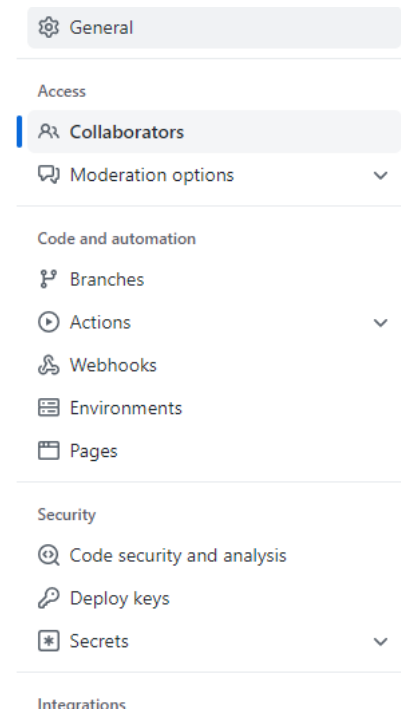 General
Access
Collaborators
Moderation options
Code and automation
Branches
Actions
Webhooks
Environments
Pages
Security
Code security and analysis
Deploy keys
Secrets
Integrations